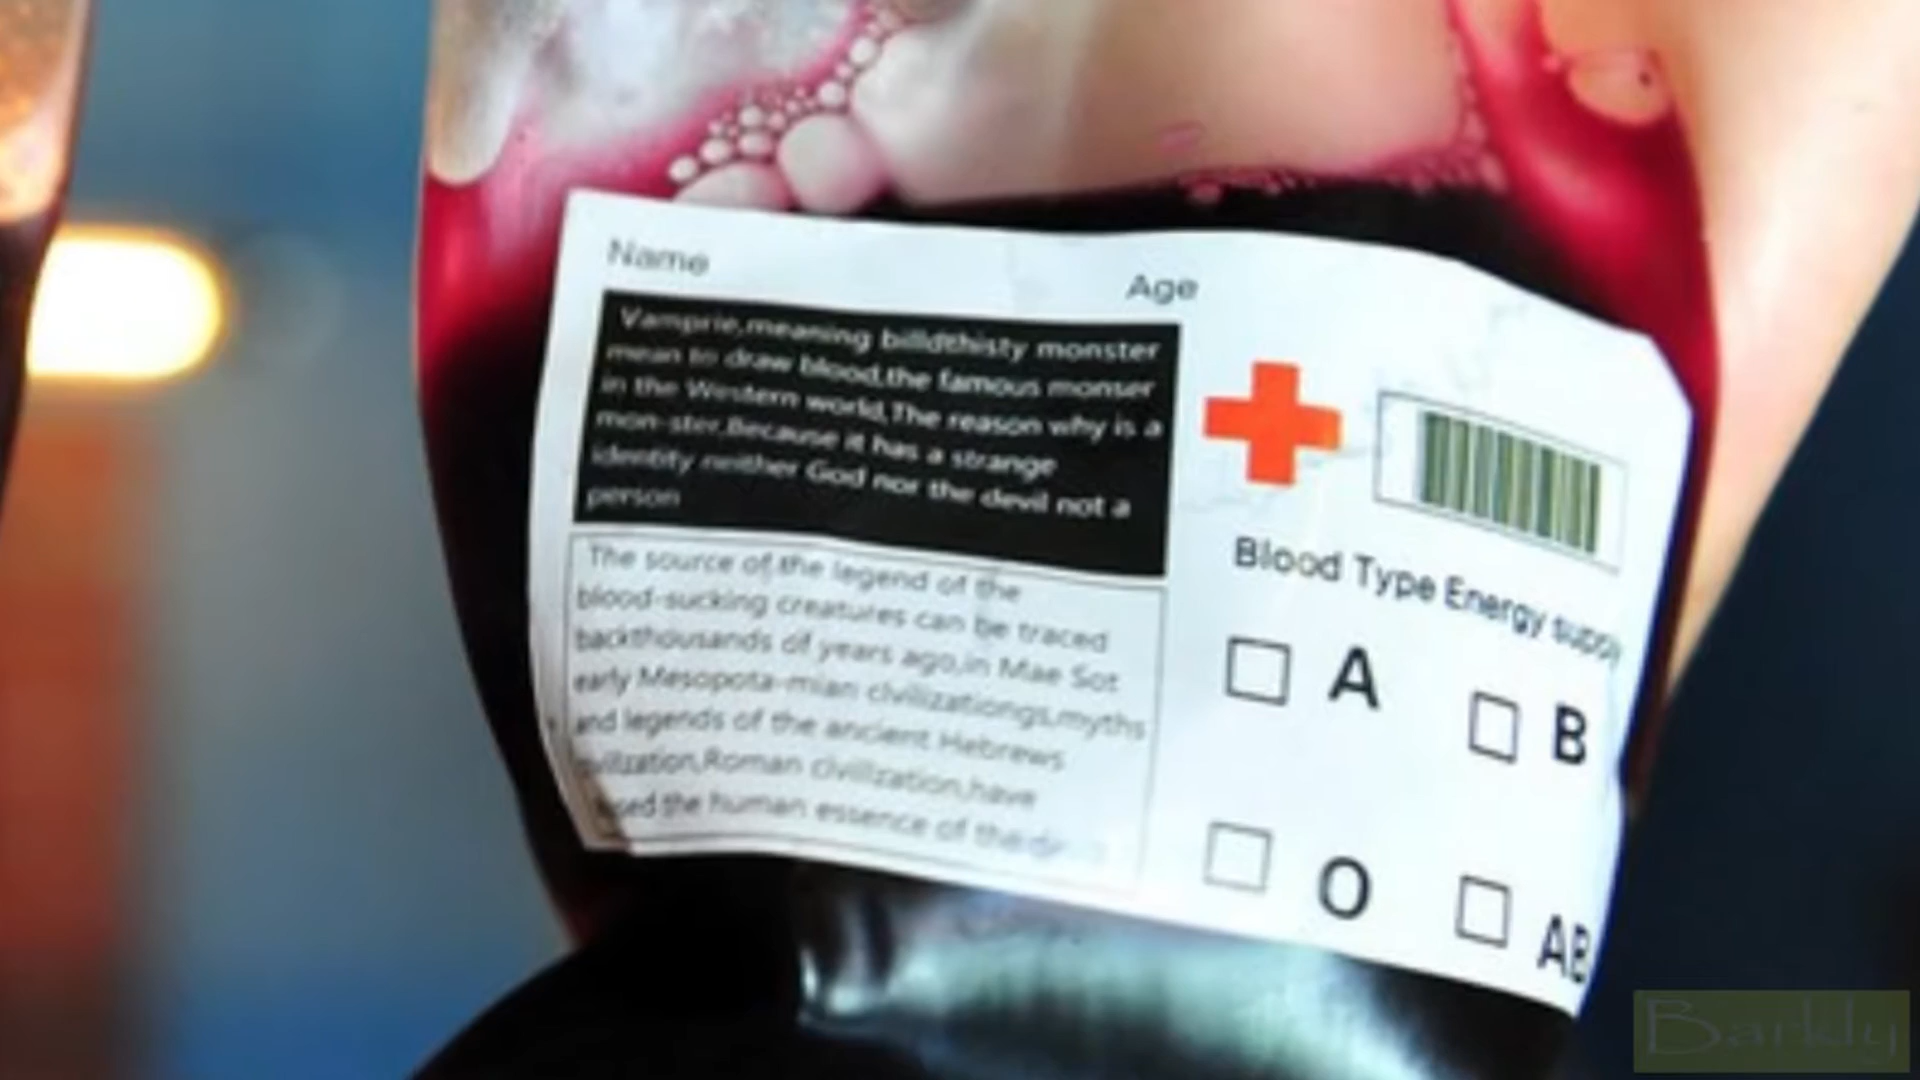 Name
Age
Vamprie,meaning billdthisty monster
mean to draw blood,the famous monser
in the Western world,The reason why is a
mon-ster.Because it has a strange
identity neither God nor the devil not a
person
The source of the legend of the
blood-sucking creatures can be traced
backthousands of years ago,in Mae Sot
early Mesopota-mian civilizationgs,myths
and legends of the ancient Hebrews
Roman civilization,have
the human essence of the
Blood Type Energy supply
A
B
O
AB
Barkly